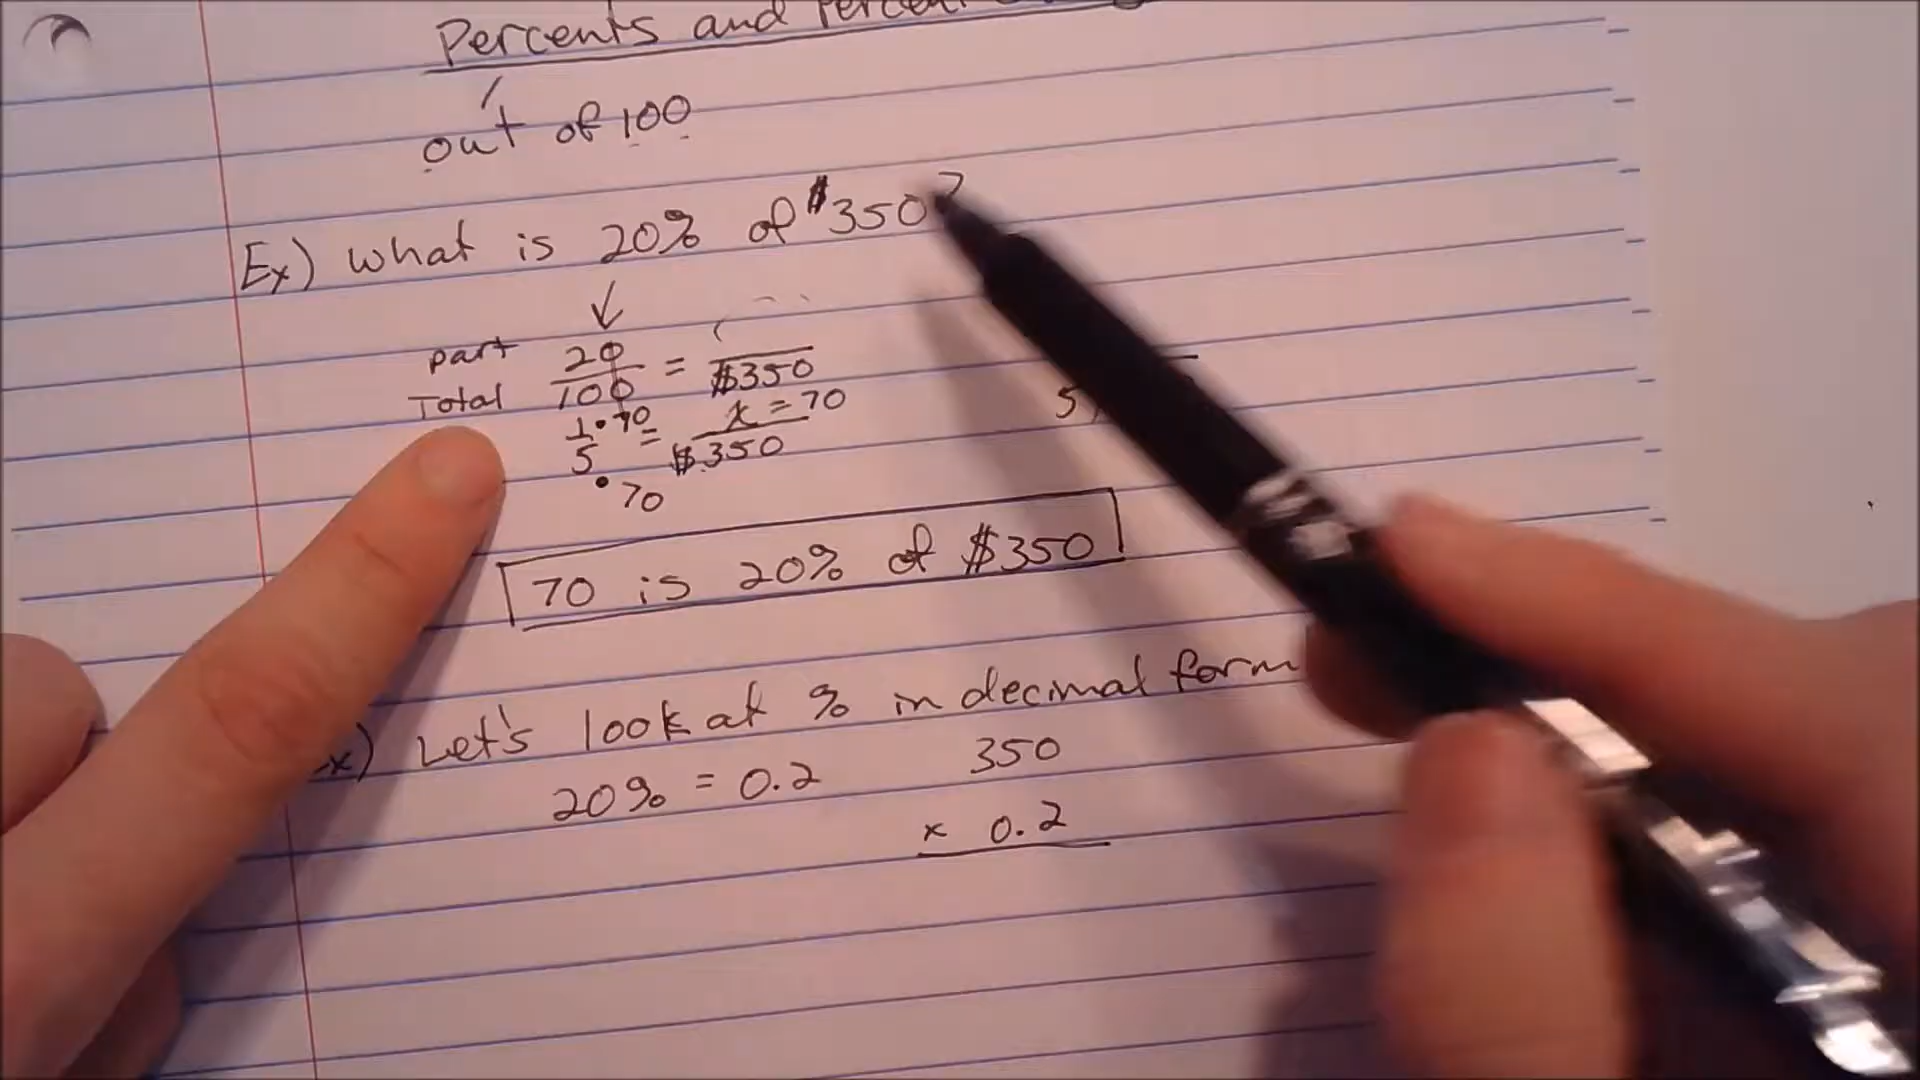 Percents and Percent
out of 100
Ex) What is 20% of $350?
part 20 =
Total 100 $350
1 • 70 = x = 70
5 $350
• 70
5
70 is 20% of $350
x) Let's look at % in decimal form
20% = 0.2 350
x 0.2